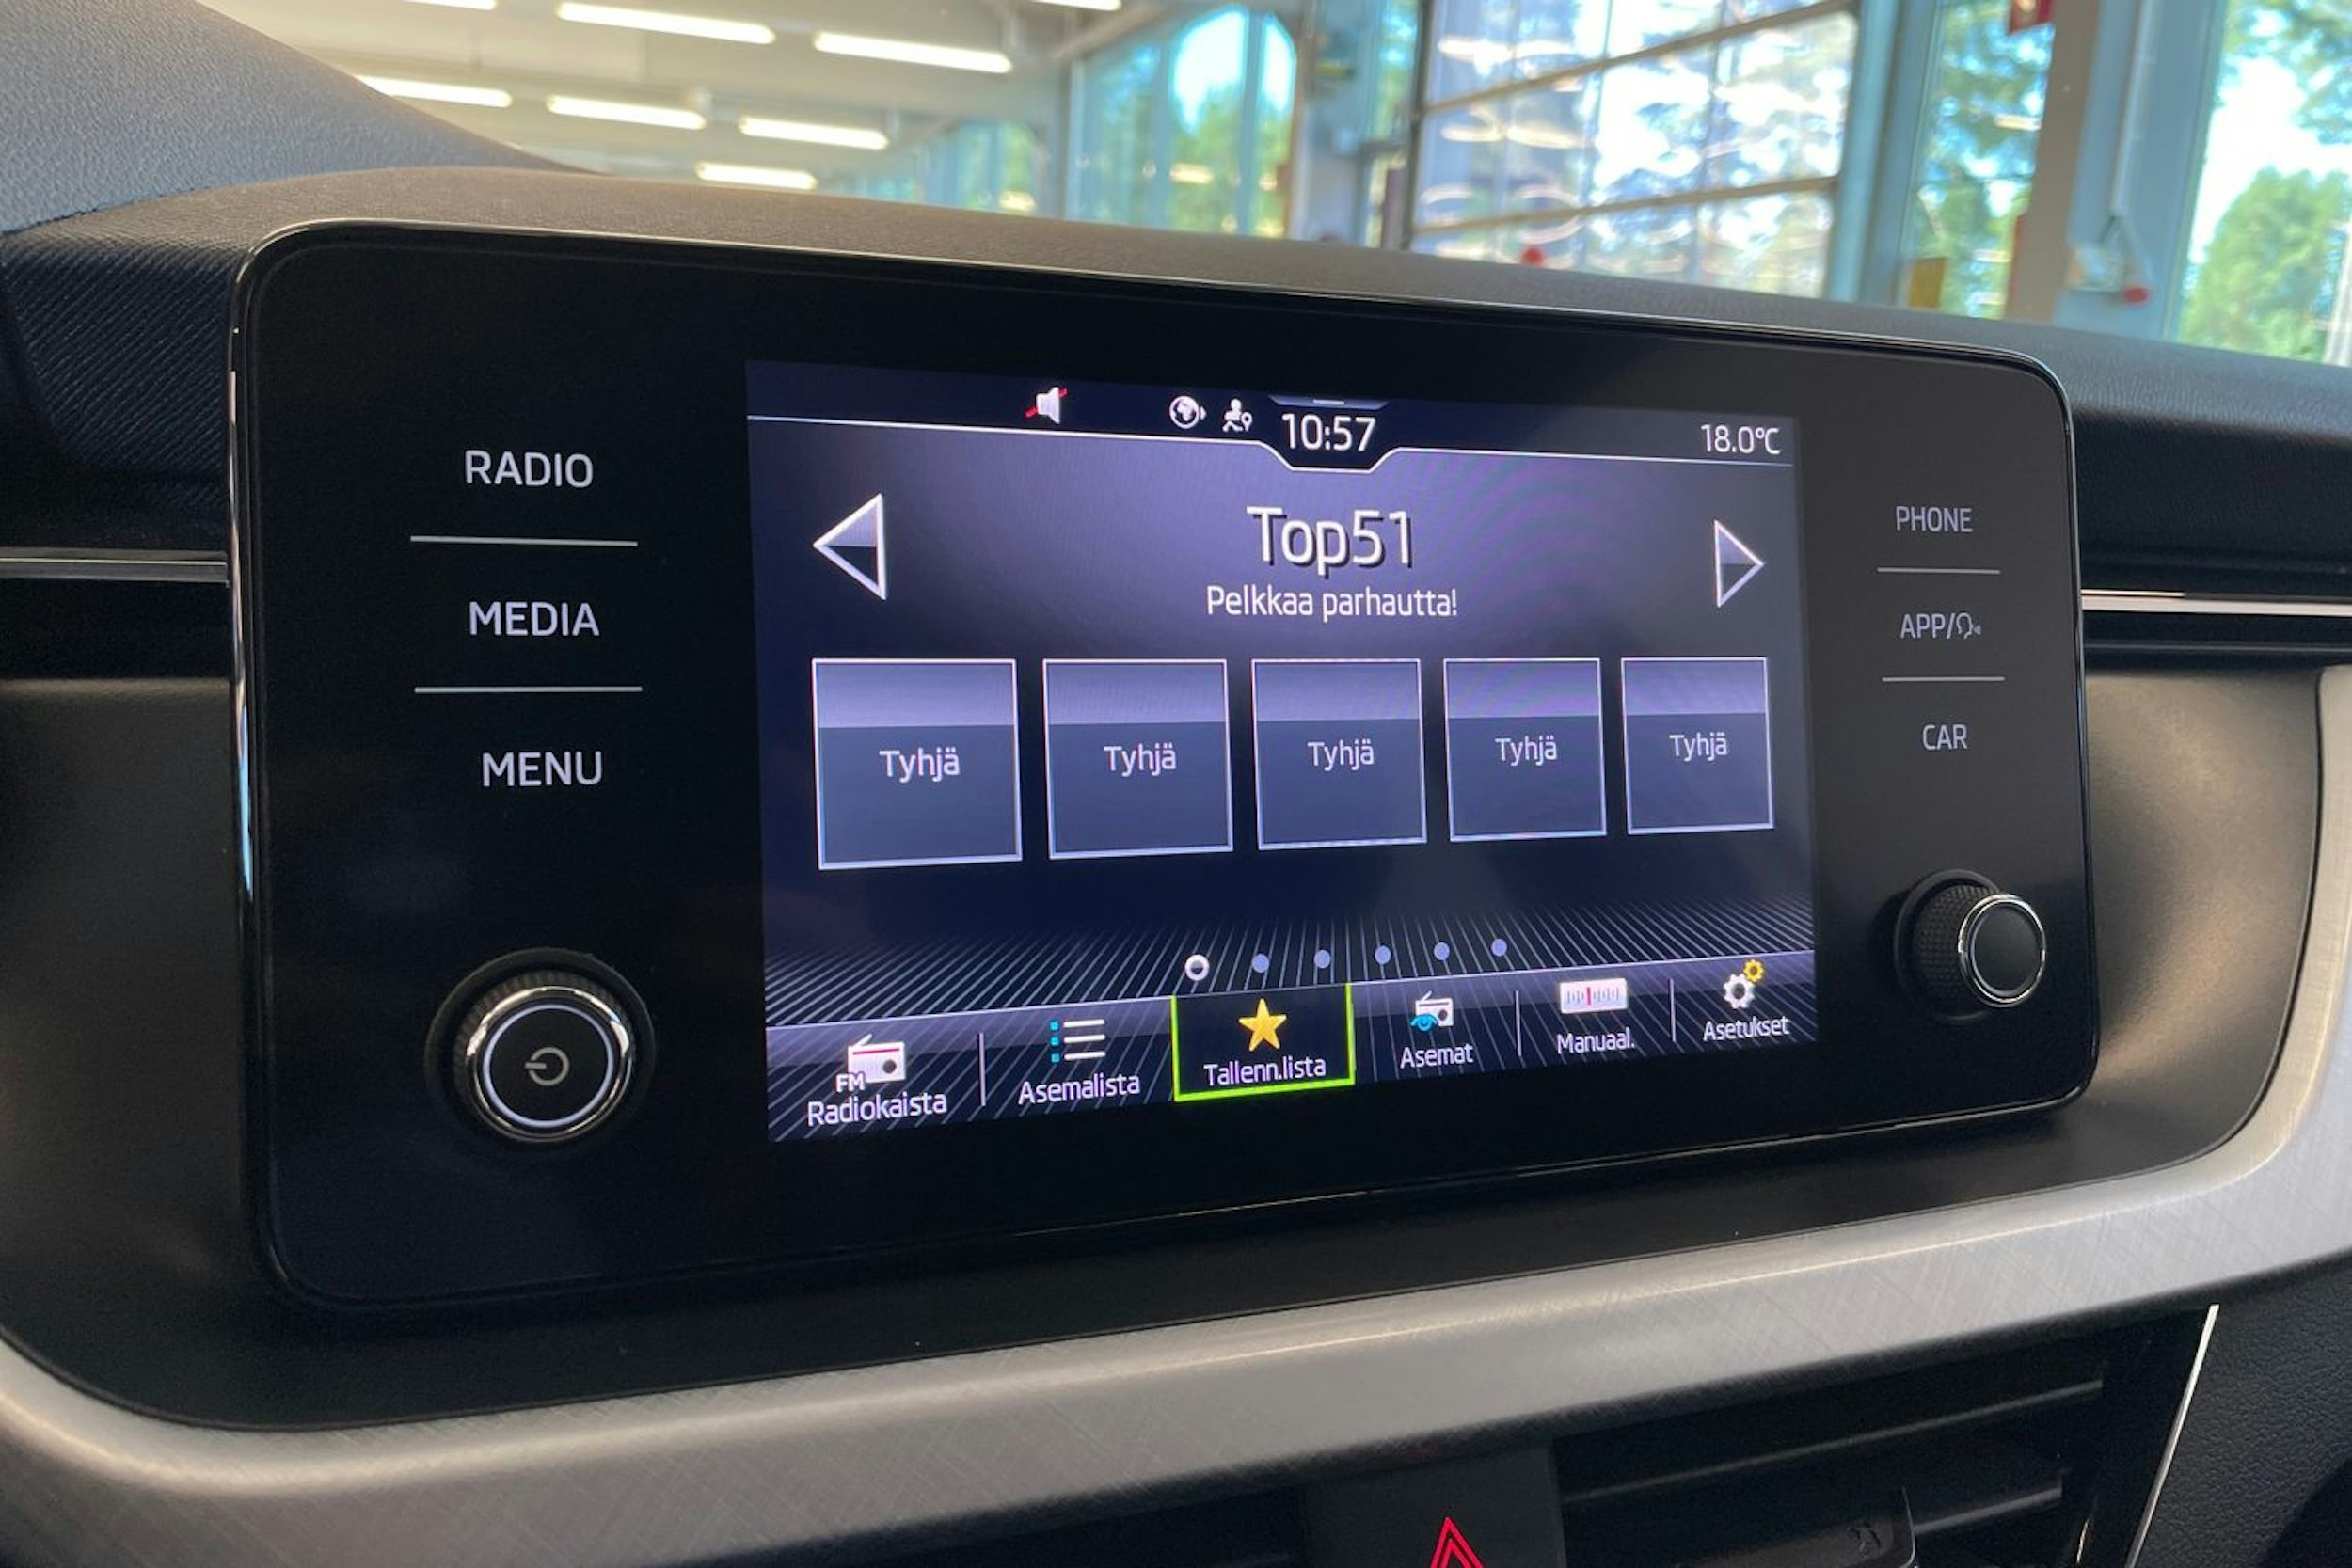 RADIO
MEDIA
MENU
10:57
18.0°C
Top51
Pelkkaa parhautta!
Tyhjä
Tyhjä
Tyhjä
Tyhjä
Tyhjä
FM
Radiokaista
Asemalista
Tallenn.lista
Asemat
Manuaal.
Asetukset
PHONE
APP/
CAR